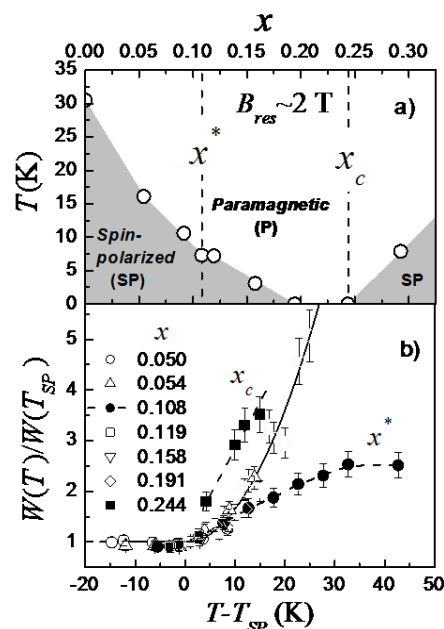 x
0.00 0.05 0.10 0.15 0.20 0.25 0.30
35
30
25
20
15
10
5
0
T(K)
B_res~2 T
a)
x*
x_c
Paramagnetic
(P)
Spin-
polarized
(SP)
SP
5
4
3
2
1
W(T)/W(T_SP)
b)
x
0.050
0.054
0.108
0.119
0.158
0.191
0.244
x_c
x*
-20 -10 0 10 20 30 40 50
T-T_SP (K)